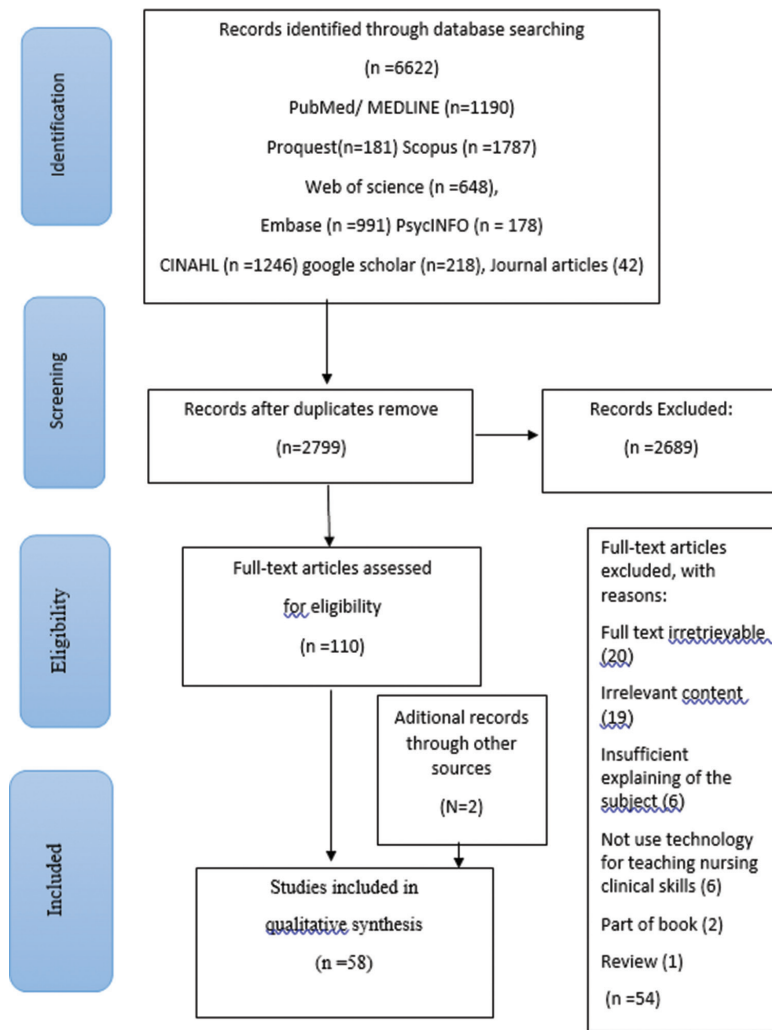 Identification
Records identified through database searching
(n =6622)
PubMed/ MEDLINE (n=1190)
Proquest(n=181) Scopus (n =1787)
Web of science (n =648),
Embase (n =991) PsycINFO (n = 178)
CINAHL (n =1246) google scholar (n=218), Journal articles (42)
Screening
Records after duplicates remove
(n=2799)
Records Excluded:
(n =2689)
Eligibility
Full-text articles assessed
for eligibility
(n =110)
Full-text articles
excluded, with
reasons:
Full text irretrievable
(20)
Irrelevant content
(19)
Insufficient
explaining of the
subject (6)
Not use technology
for teaching nursing
clinical skills (6)
Part of book (2)
Review (1)
(n =54)
Aditional records
through other
sources
(N=2)
Included
Studies included in
qualitative synthesis
(n =58)